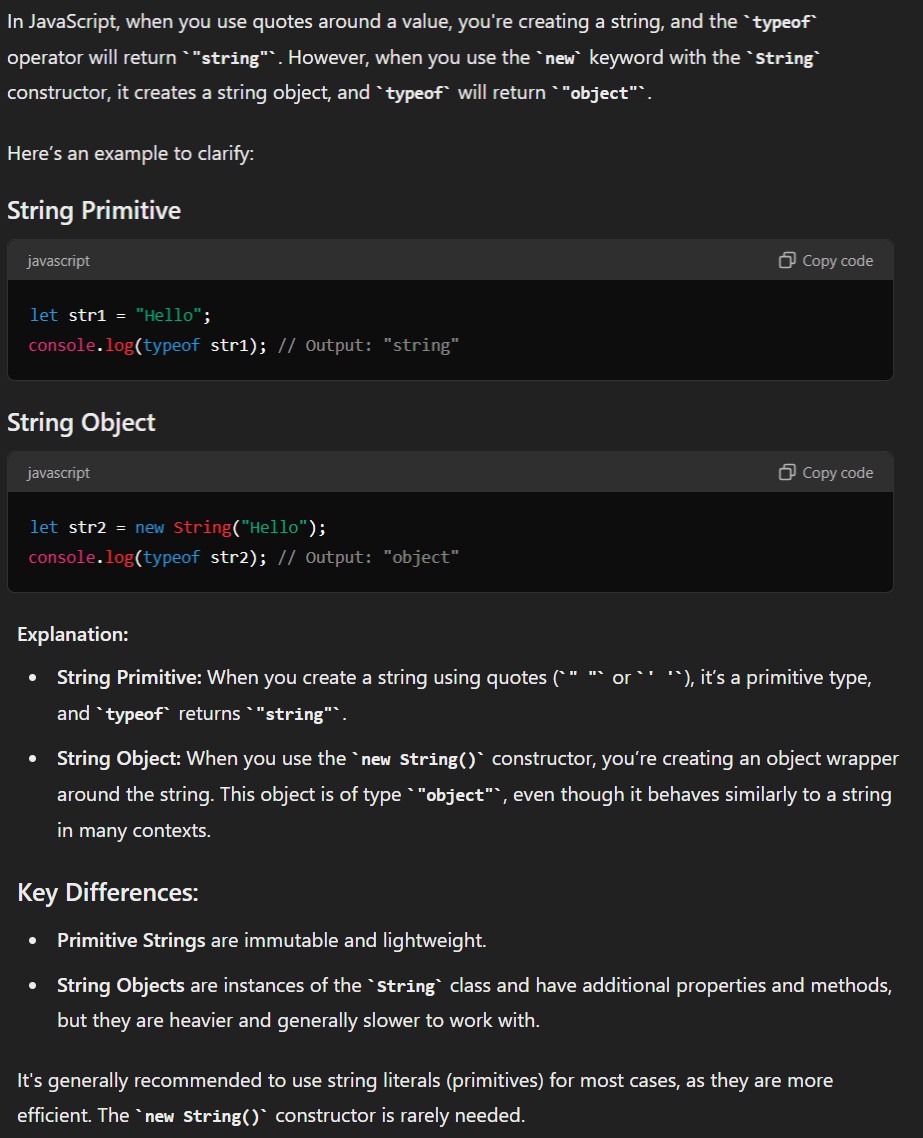 In JavaScript, when you use quotes around a value, you're creating a string, and the `typeof`
operator will return `"string"`. However, when you use the `new` keyword with the `String`
constructor, it creates a string object, and `typeof` will return `"object"`.
Here's an example to clarify:
String Primitive
javascript Copy code
let str1 = "Hello";
console.log(typeof str1); // Output: "string"
String Object
javascript Copy code
let str2 = new String("Hello");
console.log(typeof str2); // Output: "object"
Explanation:
• String Primitive: When you create a string using quotes (`" "` or `' '`), it's a primitive type,
and `typeof` returns `"string"`.
• String Object: When you use the `new String()` constructor, you're creating an object wrapper
around the string. This object is of type `"object"`, even though it behaves similarly to a string
in many contexts.
Key Differences:
• Primitive Strings are immutable and lightweight.
• String Objects are instances of the `String` class and have additional properties and methods,
but they are heavier and generally slower to work with.
It's generally recommended to use string literals (primitives) for most cases, as they are more
efficient. The `new String()` constructor is rarely needed.